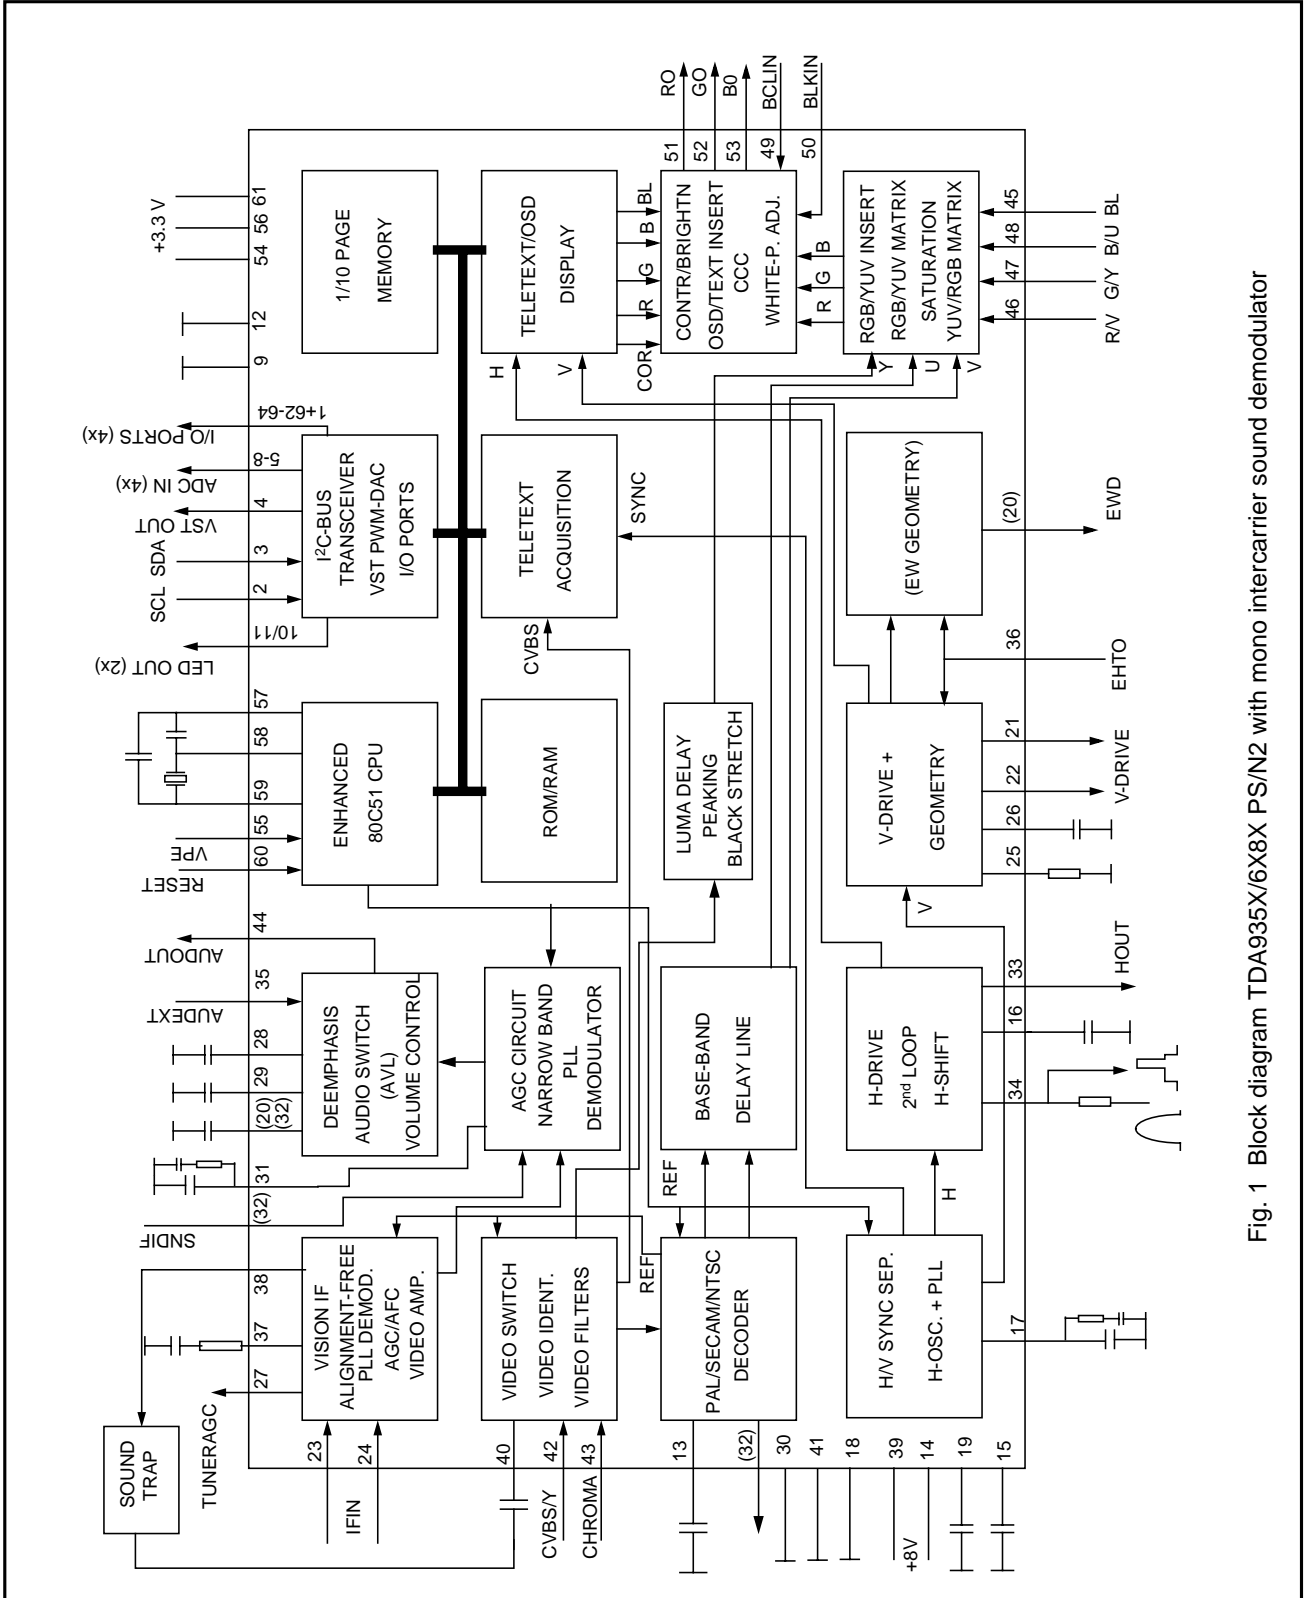 +3.3 V
54 56 61
12
9
1+62-64
I/O PORTS (4x)
5-8
ADC IN (4x)
4
VST OUT
3
SDA
2
SCL
10/11
LED OUT (2x)
57
58
59
55
VPE
60
RESET
44
AUDOUT
35
AUDEXT
28
29
(20)
(32)
31
(32)
SNDIF
38
37
27
TUNERAGC
SOUND
TRAP
1/10 PAGE
MEMORY
I²C-BUS
TRANSCEIVER
VST PWM-DAC
I/O PORTS
ENHANCED
80C51 CPU
DEEMPHASIS
AUDIO SWITCH
(AVL)
VOLUME CONTROL
VISION IF
ALIGNMENT-FREE
PLL DEMOD.
AGC/AFC
VIDEO AMP.
23
24
IFIN
TELETEXT/OSD
DISPLAY
H
V
TELETEXT
ACQUISITION
CVBS
SYNC
ROM/RAM
AGC CIRCUIT
NARROW BAND
PLL
DEMODULATOR
VIDEO SWITCH
VIDEO IDENT.
VIDEO FILTERS
40
42
43
CVBS/Y
CHROMA
COR R G B BL
CONTR/BRIGHTN
OSD/TEXT INSERT
CCC
WHITE-P. ADJ.
51
RO
52
GO
53
B0
49
BCLIN
50
BLKIN
LUMA DELAY
PEAKING
BLACK STRETCH
BASE-BAND
DELAY LINE
REF
REF
PAL/SECAM/NTSC
DECODER
13
(32)
R G B
RGB/YUV INSERT
RGB/YUV MATRIX
SATURATION
YUV/RGB MATRIX
Y
U
V
46 47 48 45
R/V G/Y B/U BL
(EW GEOMETRY)
(20)
EWD
36
EHTO
V-DRIVE +
GEOMETRY
V
21
22
V-DRIVE
26
25
H-DRIVE
2nd LOOP
H-SHIFT
33
HOUT
16
34
H
H/V SYNC SEP.
H-OSC. + PLL
17
30
41
18
39
14
+8V
19
15
Fig. 1 Block diagram TDA935X/6X8X PS/N2 with mono intercarrier sound demodulator